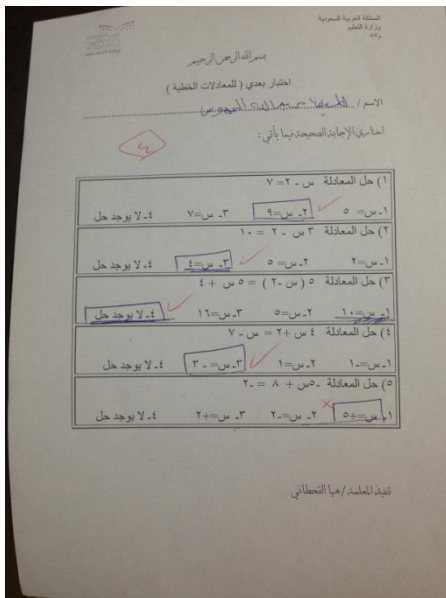 المملكة العربية السعودية
وزارة التعليم
2030
بسم الله الرحمن الرحيم
اختبار بعدي ( للمعادلات الخطية )
الاسم /
اختاري الإجابة الصحيحة فيما يأتي :
٤
١) حل المعادلة س - ٢ = ٧
١- س= ٥ ٢- س=٩ ٣- س=٧ ٤- لا يوجد حل
٢) حل المعادلة ٣ س - ٢ = ١٠
١- س=٢ ٢- س= ٥ ٣- س=٤ ٤- لا يوجد حل
٣) حل المعادلة ٥ ( س -٢ ) = ٥ س + ٤
١- س=١٠ ٢- س=٥ ٣- س=١٦ ٤- لا يوجد حل
٤) حل المعادلة ٤ س +٢ = س - ٧
١- س=-١ ٢- س=١ ٣- س= -٣ ٤- لا يوجد حل
٥) حل المعادلة -٥س + ٨ = -٢
١- س=+٥ ٢- س=-٢ ٣- س=+٢ ٤- لا يوجد حل
تنفيذ المعلمة / هيا القحطاني